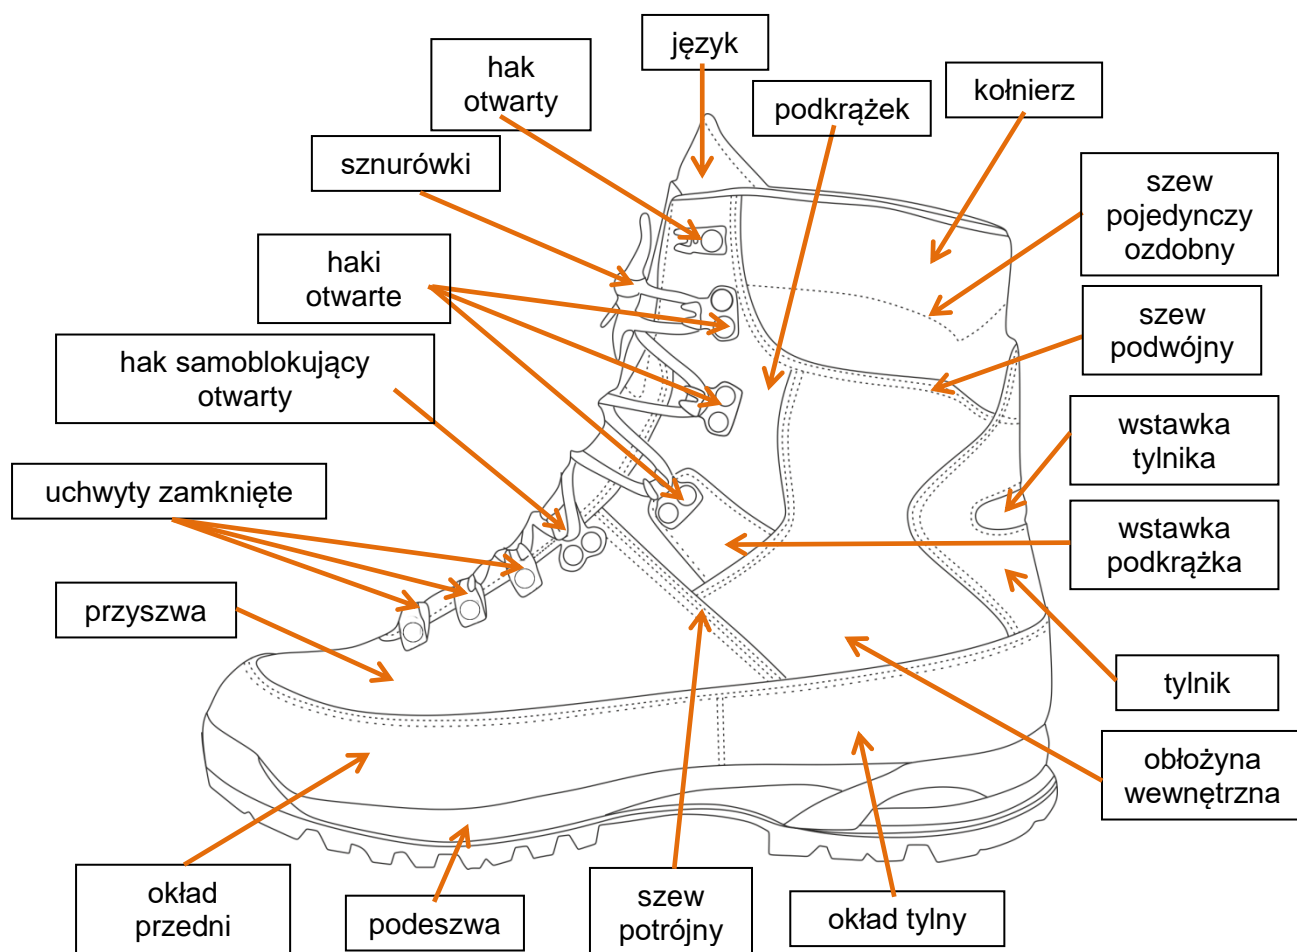 język
hak
otwarty
kołnierz
podkrążek
sznurówki
szew
pojedynczy
ozdobny
haki
otwarte
szew
podwójny
hak samoblokujący
otwarty
wstawka
tylnika
uchwyty zamknięte
wstawka
podkrążka
przyszwa
tylnik
obłożyna
wewnętrzna
okład
przedni
podeszwa
szew
potrójny
okład tylny